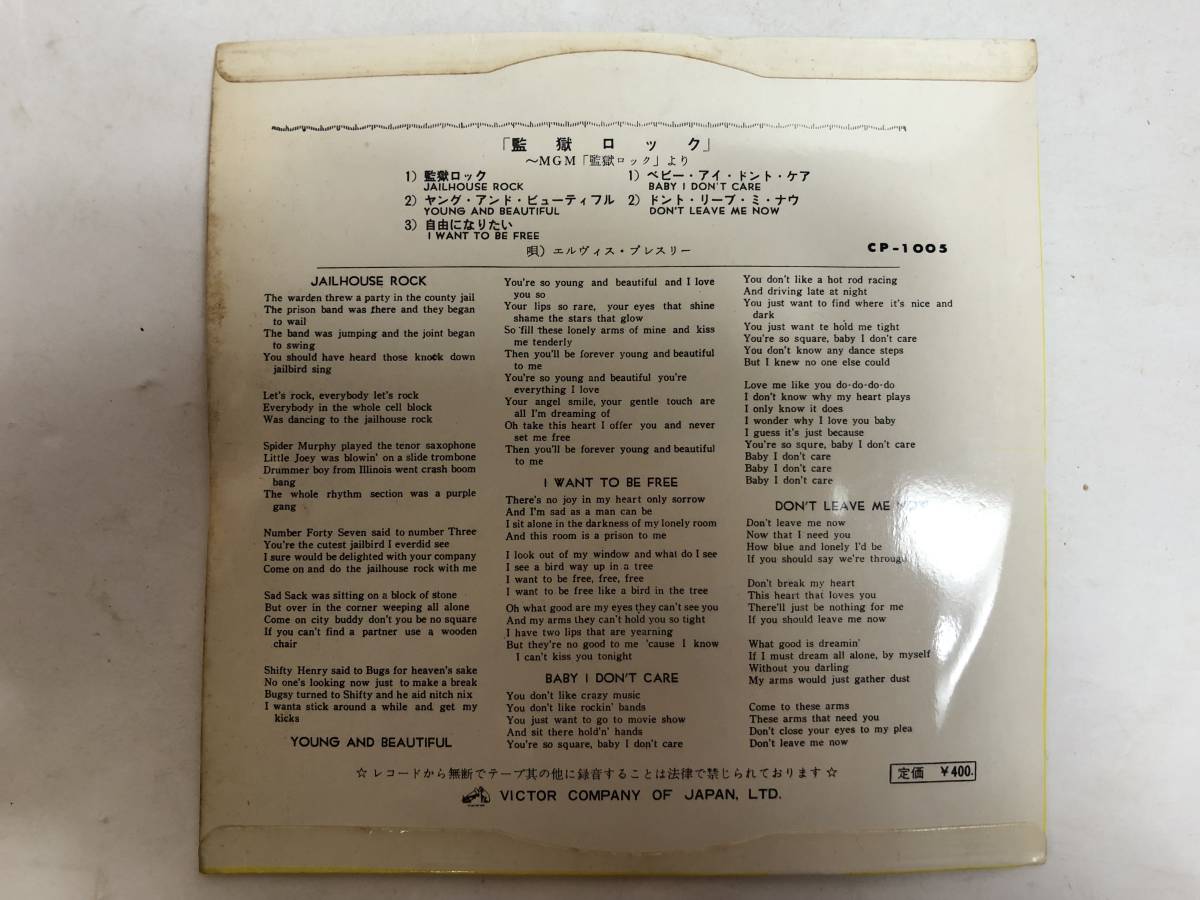 「監獄ロック」
～MGM「監獄ロック」より
1) 監獄ロック
JAILHOUSE ROCK
2) ヤング・アンド・ビューティフル
YOUNG AND BEAUTIFUL
3) 自由になりたい
I WANT TO BE FREE
1) ベビー・アイ・ドント・ケア
BABY I DON'T CARE
2) ドント・リーブ・ミ・ナウ
DON'T LEAVE ME NOW
唄) エルヴィス・プレスリー
CP-1005
JAILHOUSE ROCK
The warden threw a party in the county jail
The prison band was there and they began
to wail
The band was jumping and the joint began
to swing
You should have heard those knock down
jailbird sing
Let's rock, everybody let's rock
Everybody in the whole cell block
Was dancing to the jailhouse rock
Spider Murphy played the tenor saxophone
Little Joey was blowin' on a slide trombone
Drummer boy from Illinois went crash boom
bang
The whole rhythm section was a purple
gang
Number Forty Seven said to number Three
You're the cutest jailbird I everdid see
I sure would be delighted with your company
Come on and do the jailhouse rock with me
Sad Sack was sitting on a block of stone
But over in the corner weeping all alone
Come on city buddy don't you be no square
If you can't find a partner use a wooden
chair
Shifty Henry said to Bugs for heaven's sake
No one's looking now just to make a break
Bugsy turned to Shifty and he aid nitch nix
I wanta stick around a while and get my
kicks
YOUNG AND BEAUTIFUL
You're so young and beautiful and I love
you so
Your lips so rare, your eyes that shine
shame the stars that glow
So fill these lonely arms of mine and kiss
me tenderly
Then you'll be forever young and beautiful
to me
You're so young and beautiful you're
everything I love
Your angel smile, your gentle touch are
all I'm dreaming of
Oh take this heart I offer you and never
set me free
Then you'll be forever young and beautiful
to me
I WANT TO BE FREE
There's no joy in my heart only sorrow
And I'm sad as a man can be
I sit alone in the darkness of my lonely room
And this room is a prison to me
I look out of my window and what do I see
I see a bird way up in a tree
I want to be free, free, free
I want to be free like a bird in the tree
Oh what good are my eyes they can't see you
And my arms they can't hold you so tight
I have two lips that are yearning
But they're no good to me 'cause I know
I can't kiss you tonight
BABY I DON'T CARE
You don't like crazy music
You don't like rockin' bands
You just want to go to movie show
And sit there hold'n' hands
You're so square, baby I don't care
You don't like a hot rod racing
And driving late at night
You just want to find where it's nice and
dark
You just want te hold me tight
You're so square, baby I don't care
You don't know any dance steps
But I knew no one else could
Love me like you do-do-do-do
I don't know why my heart plays
I only know it does
I wonder why I love you baby
I guess it's just because
You're so squre, baby I don't care
Baby I don't care
Baby I don't care
Baby I don't care
DON'T LEAVE ME NOW
Don't leave me now
Now that I need you
How blue and lonely I'd be
If you should say we're through
Don't break my heart
This heart that loves you
There'll just be nothing for me
If you should leave me now
What good is dreamin'
If I must dream all alone, by myself
Without you darling
My arms would just gather dust
Come to these arms
These arms that need you
Don't close your eyes to my plea
Don't leave me now
☆レコードから無断でテープ其の他に録音することは法律で禁じられております☆
定価 ¥400.
VICTOR COMPANY OF JAPAN, LTD.